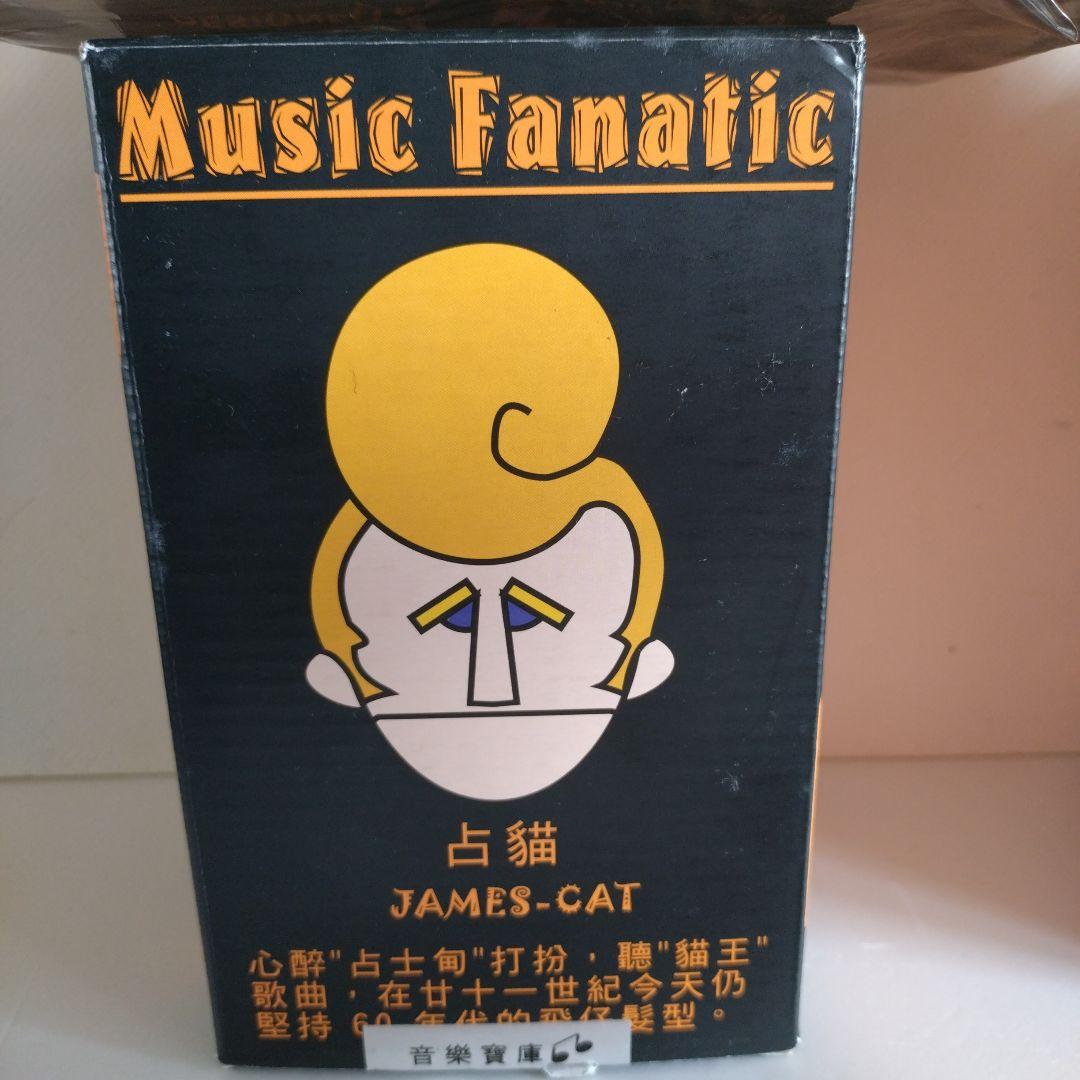 Music Fanatic
占貓
JAMES-CAT
心醉"占士甸"打扮，聽"貓王"
歌曲，在廿十一世紀今天仍
堅持 60 年代的飛仔髮型。
音樂寶庫